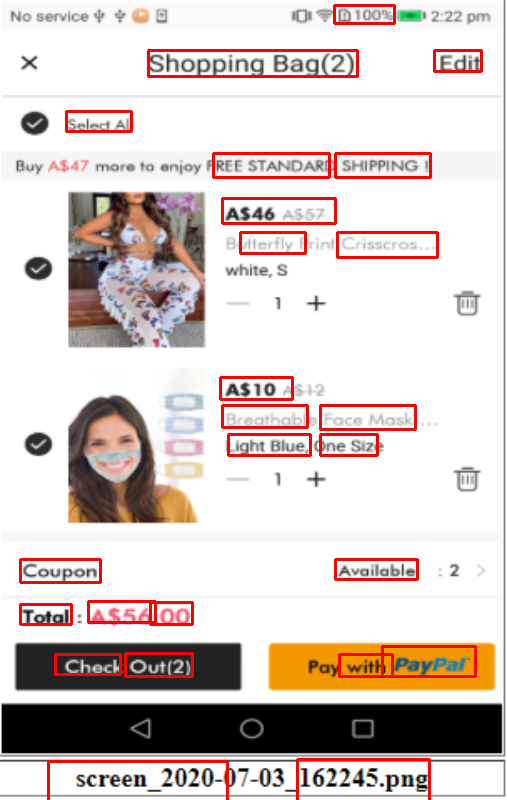 No service 100% 2:22 pm
Shopping Bag(2) Edit
Select All
Buy A$47 more to enjoy FREE STANDARD SHIPPING !
A$46 A$57
Butterfly Print Crisscros...
white, S
1
A$10 A$12
Breathable Face Mask ...
Light Blue, One Size
1
Coupon Available : 2
Total : A$56.00
Check Out(2) Pay with PayPal
screen_2020-07-03_162245.png